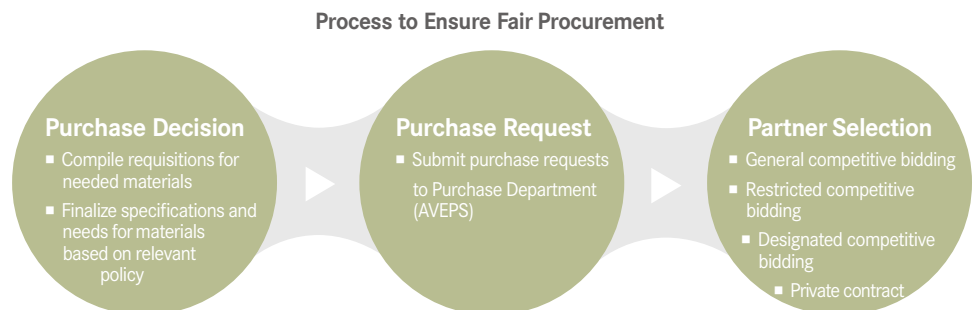 Process to Ensure Fair Procurement
Purchase Decision
■ Compile requisitions for
needed materials
■ Finalize specifications and
needs for materials
based on relevant
policy
Purchase Request
■ Submit purchase requests
to Purchase Department
(AVEPS)
Partner Selection
■ General competitive bidding
■ Restricted competitive
bidding
■ Designated competitive
bidding
■ Private contract